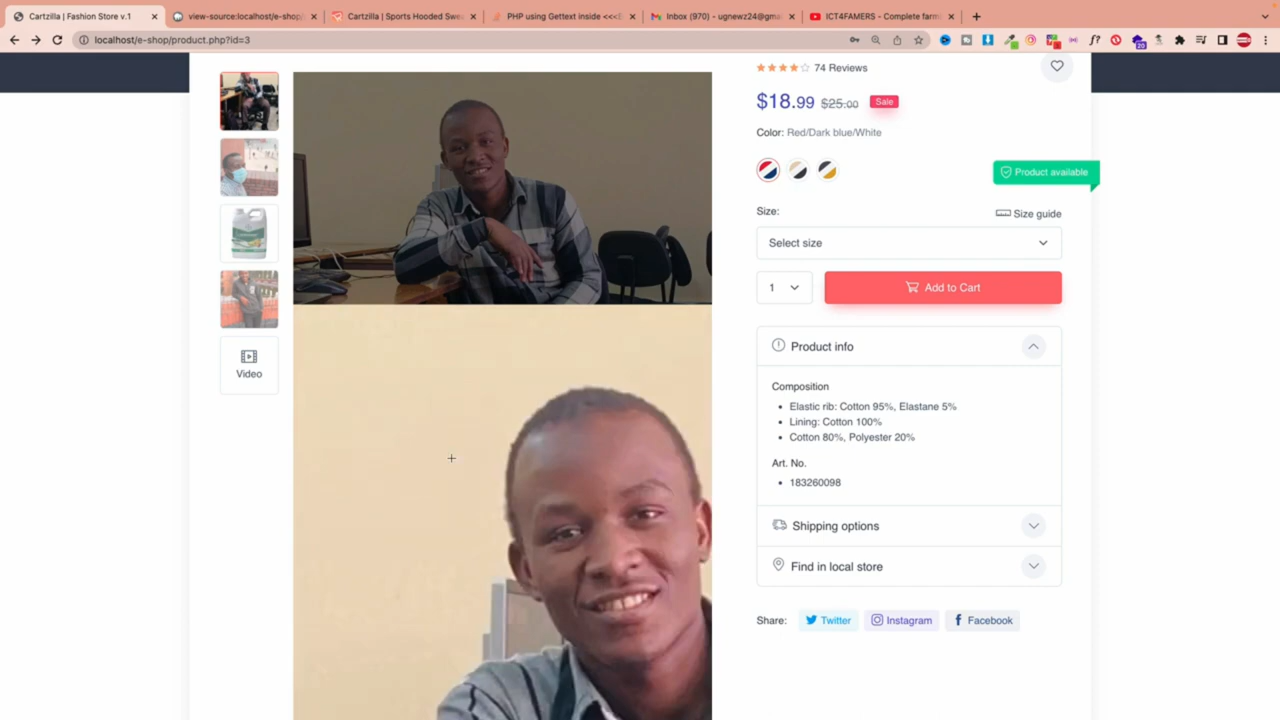 Cartzilla | Fashion Store v.1
view-source:localhost/e-shop/
Cartzilla | Sports Hooded Swe
PHP using Gettext inside <<<
Inbox (970) - ugnewz24@gma
ICT4FAMERS - Complete farm
localhost/e-shop/product.php?id=3
20
74 Reviews
$18.99 $25.00 Sale
Color: Red/Dark blue/White
Product available
Size:
Size guide
Select size
1
Add to Cart
Product info
Composition
• Elastic rib: Cotton 95%, Elastane 5%
• Lining: Cotton 100%
• Cotton 80%, Polyester 20%
Art. No.
• 183260098
Shipping options
Find in local store
Share: Twitter Instagram Facebook
Video